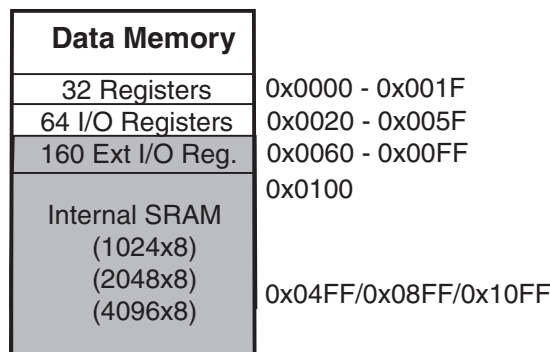 Data Memory
32 Registers 0x0000 - 0x001F
64 I/O Registers 0x0020 - 0x005F
160 Ext I/O Reg. 0x0060 - 0x00FF
0x0100
Internal SRAM
(1024x8)
(2048x8)
(4096x8) 0x04FF/0x08FF/0x10FF